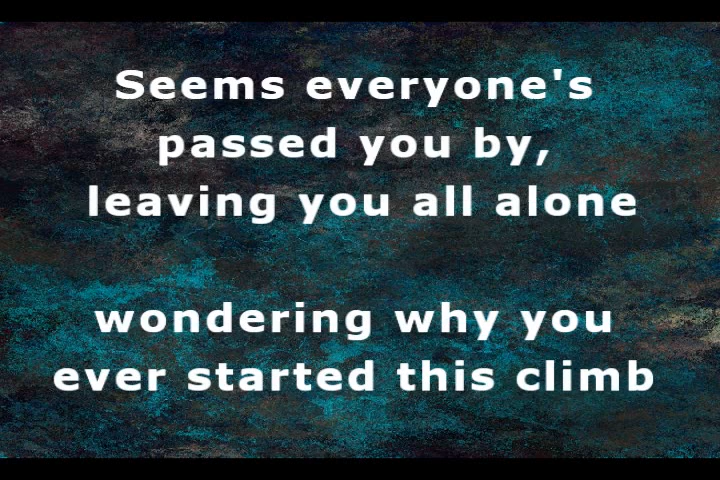 Seems everyone's
passed you by,
leaving you all alone
wondering why you
ever started this climb